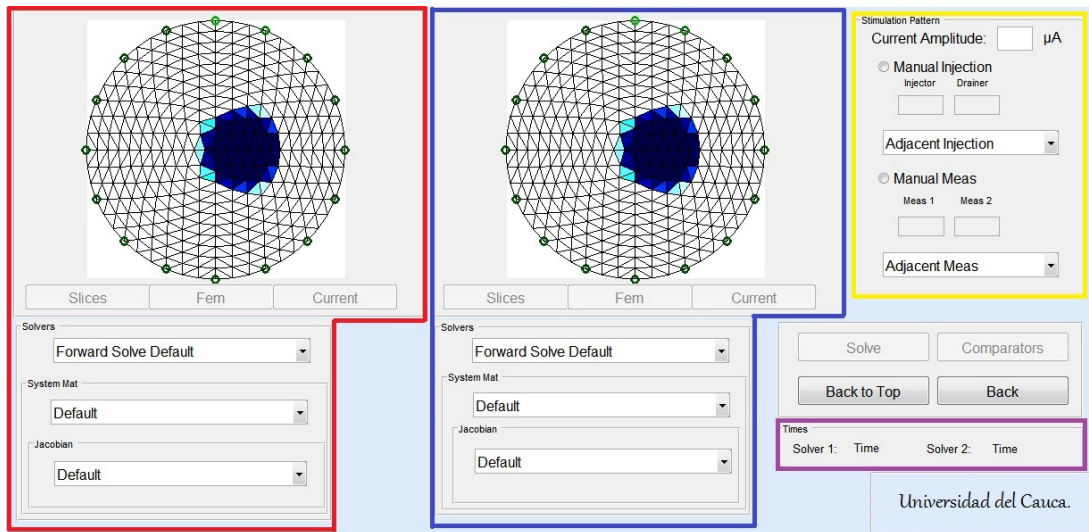 Slices Fem Current
Solvers
Forward Solve Default
System Mat
Default
Jacobian
Default
Slices Fem Current
Solvers
Forward Solve Default
System Mat
Default
Jacobian
Default
Stimulation Pattern
Current Amplitude: µA
Manual Injection
Injector Drainer
Adjacent Injection
Manual Meas
Meas 1 Meas 2
Adjacent Meas
Solve Comparators
Back to Top Back
Times
Solver 1: Time Solver 2: Time
Universidad del Cauca.